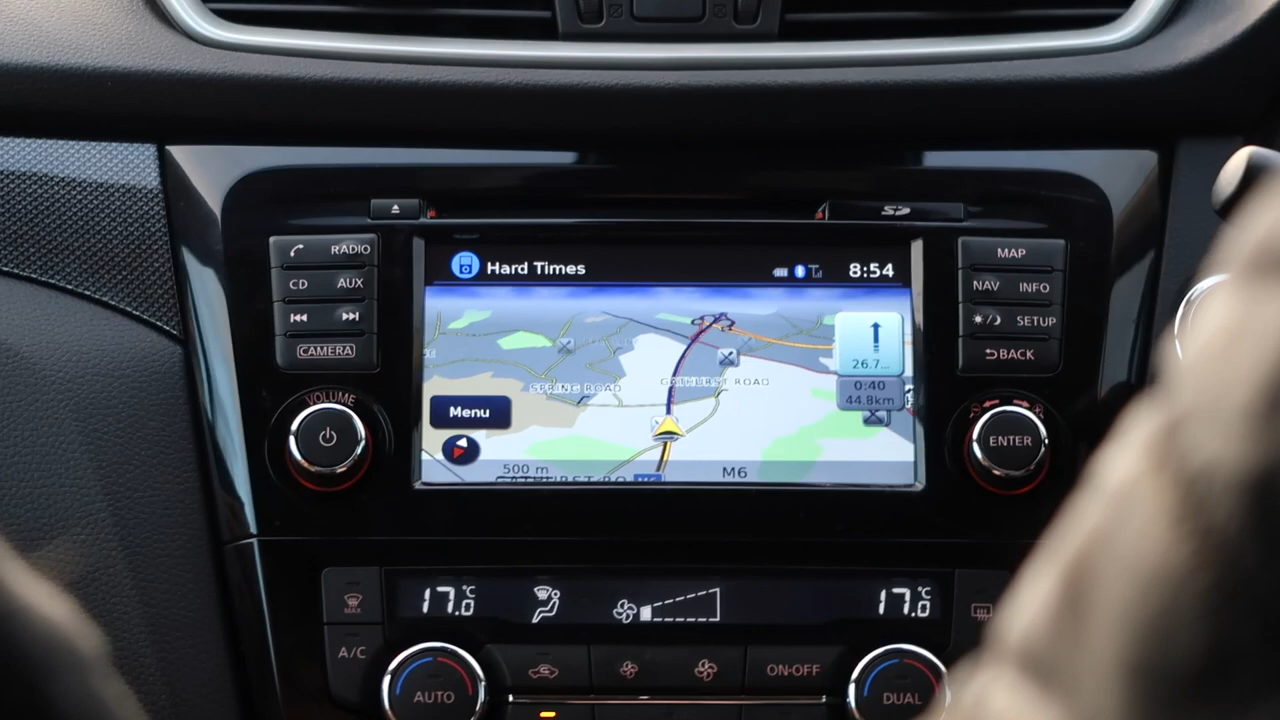 SD
RADIO
CD AUX
CAMERA
VOLUME
Hard Times
8:54
26.7...
0:40
44.8km
SPRING ROAD
GATHURST ROAD
Menu
500 m
M6
MAP
NAV INFO
SETUP
BACK
ENTER
17.0°C
17.0°C
MAX
A/C
AUTO
ON·OFF
DUAL